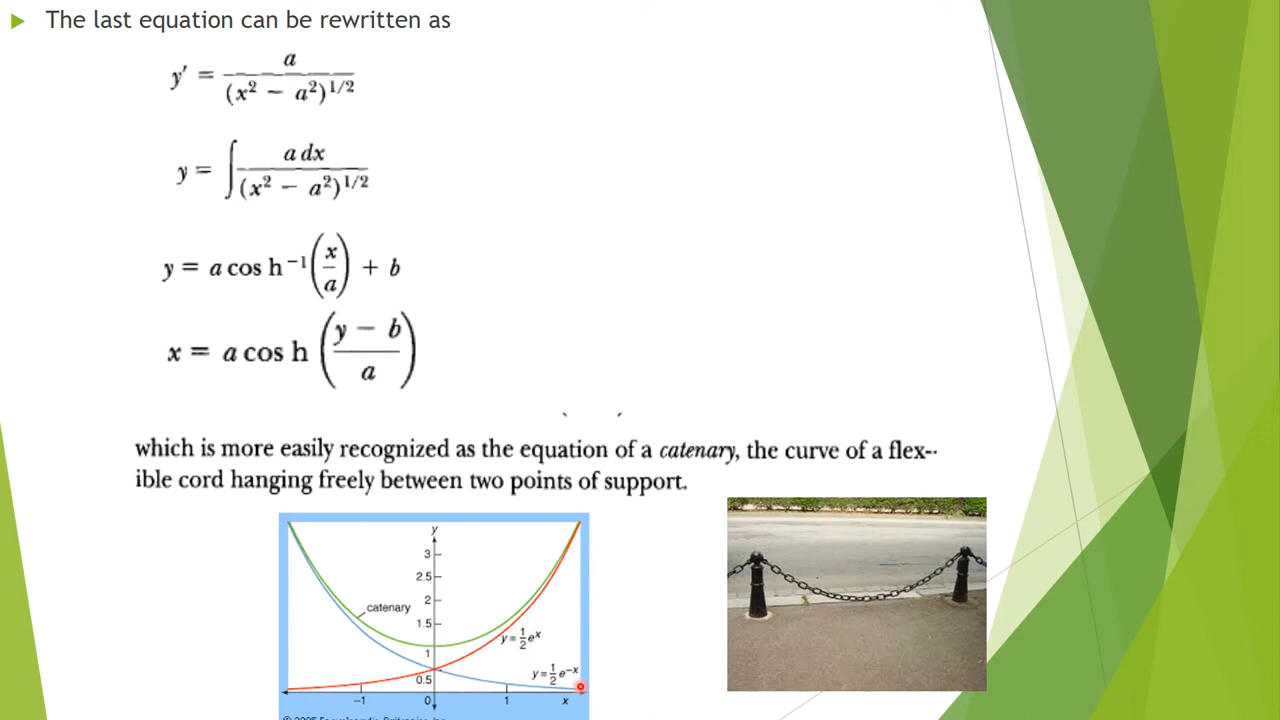 The last equation can be rewritten as
y' = a / (x² − a²)^1/2
y = ∫ a dx / (x² − a²)^1/2
y = a cos h⁻¹(x/a) + b
x = a cos h (y − b / a)
which is more easily recognized as the equation of a catenary, the curve of a flex-
ible cord hanging freely between two points of support.
y
3
2.5
2
catenary
1.5
y=½eˣ
1
y=½e⁻ˣ
0.5
−1 0 1 x